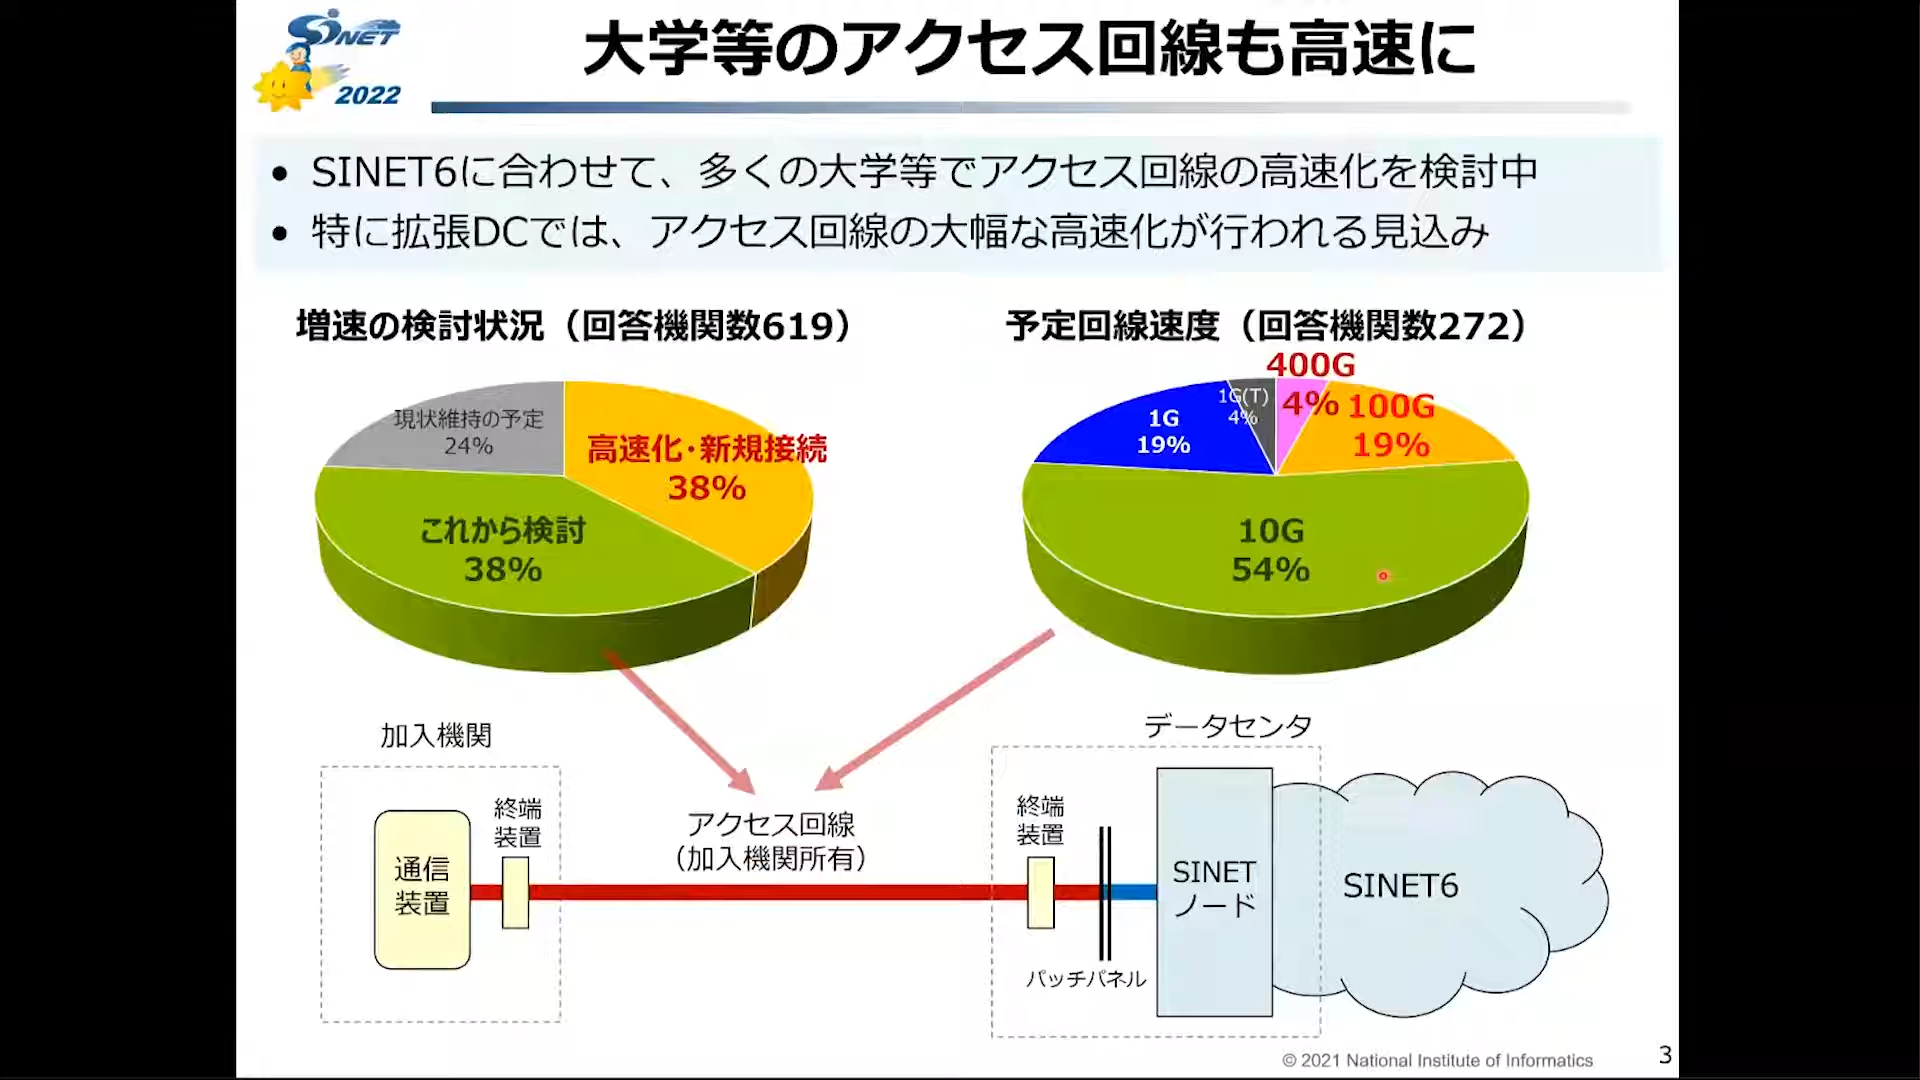 SINET
2022
大学等のアクセス回線も高速に
• SINET6に合わせて、多くの大学等でアクセス回線の高速化を検討中
• 特に拡張DCでは、アクセス回線の大幅な高速化が行われる見込み
増速の検討状況（回答機関数619）
現状維持の予定
24%
高速化・新規接続
38%
これから検討
38%
予定回線速度（回答機関数272）
400G
4%
100G
19%
1G(T)
4%
1G
19%
10G
54%
加入機関
通信
装置
終端
装置
アクセス回線
（加入機関所有）
データセンタ
終端
装置
パッチパネル
SINET
ノード
SINET6
© 2021 National Institute of Informatics
3